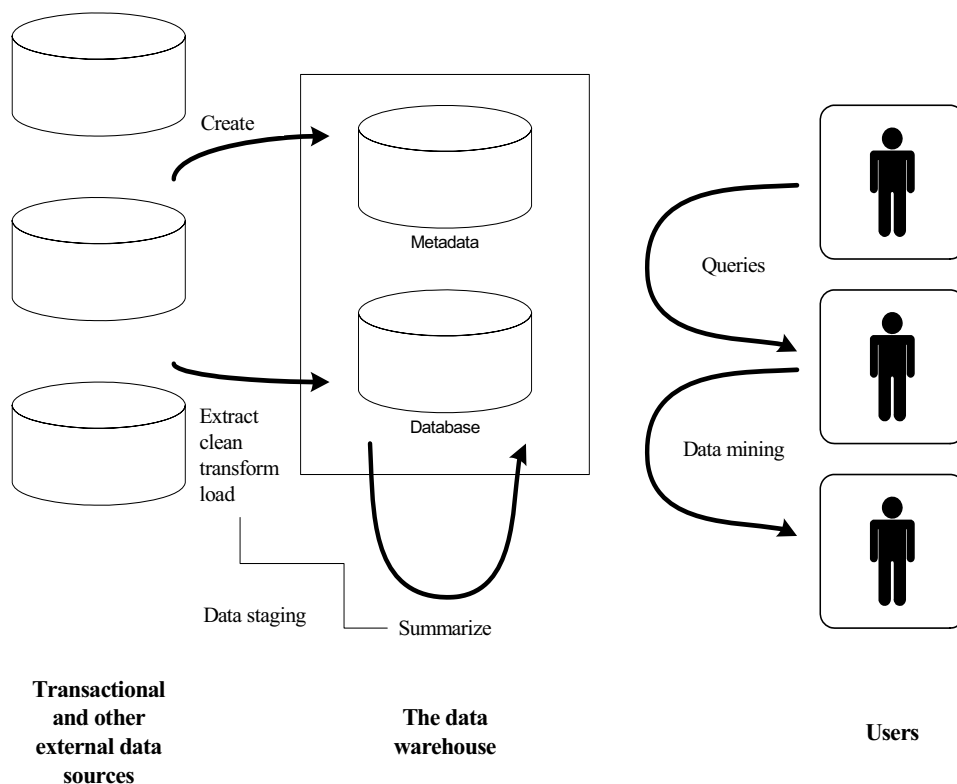 Create
Metadata
Queries
Extract
clean
transform
load
Database
Data mining
Data staging
Summarize
Transactional
and other
external data
sources
The data
warehouse
Users